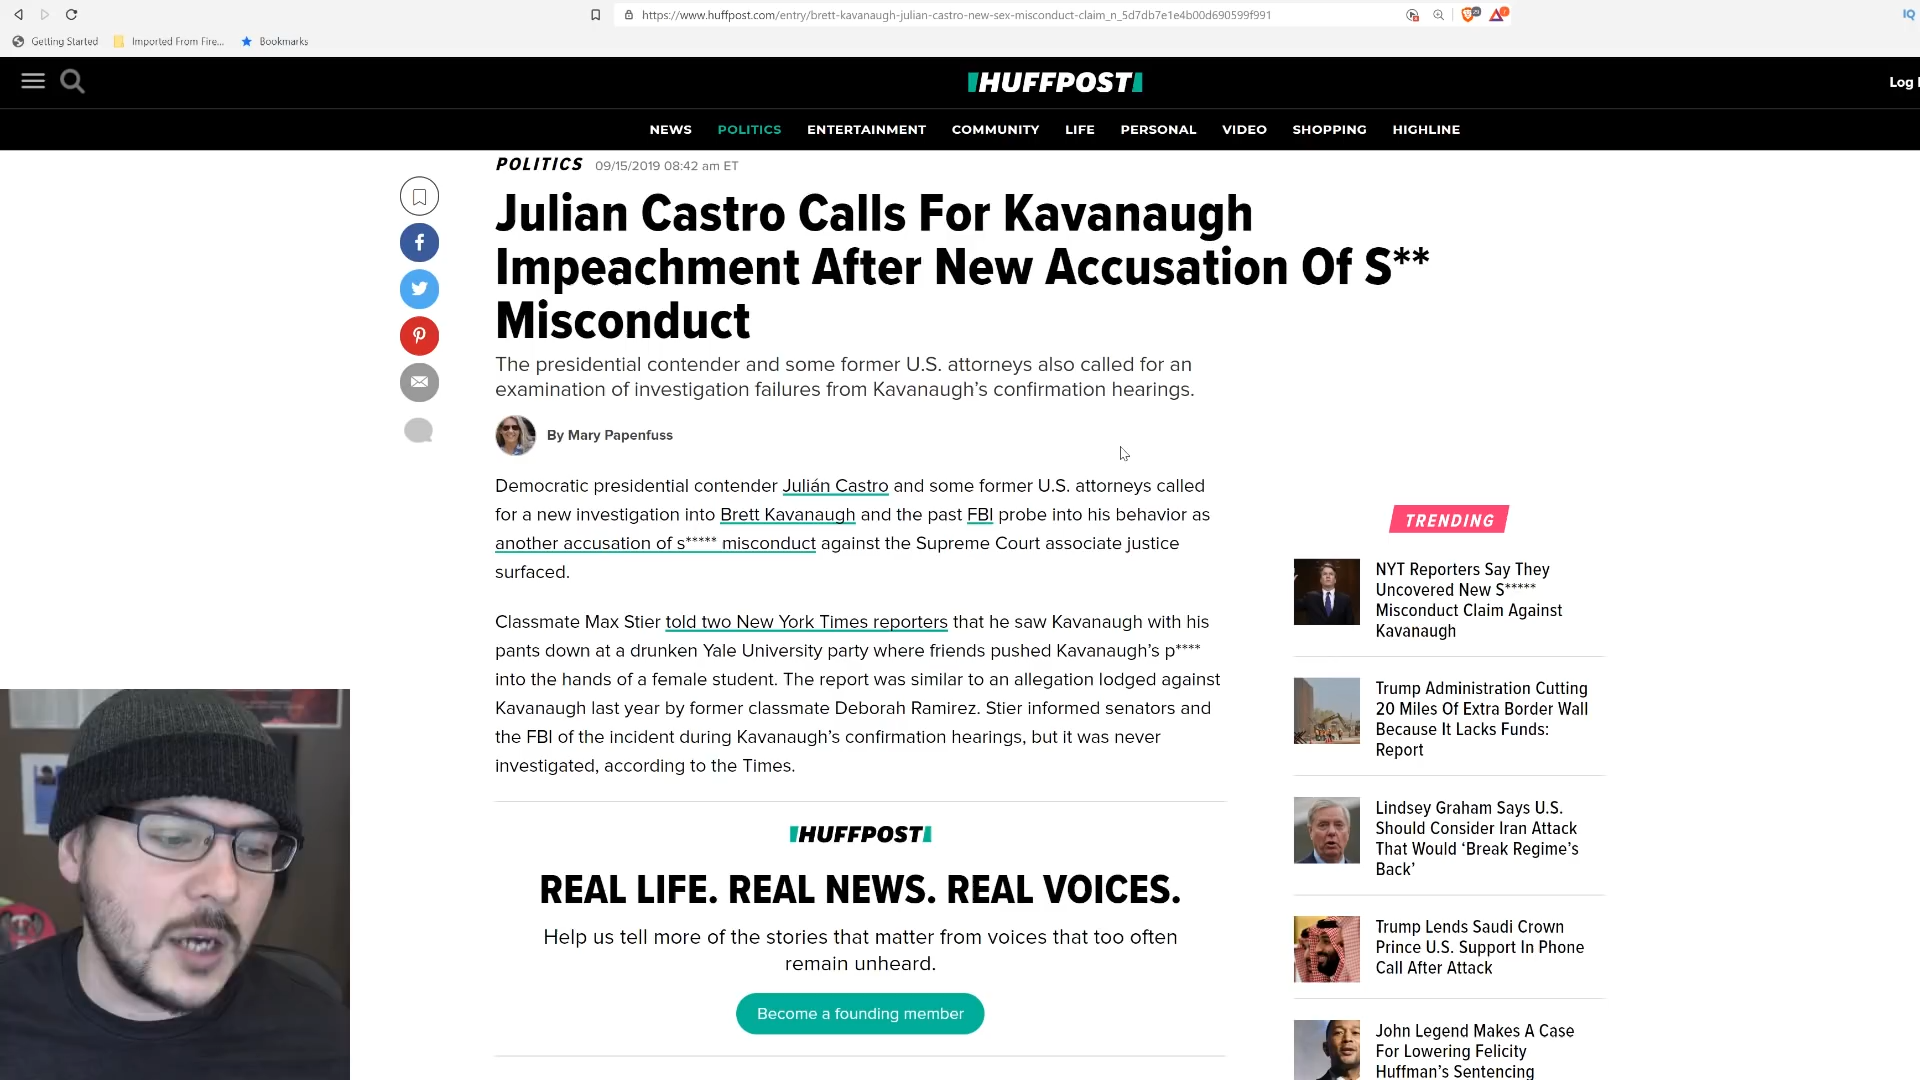 https://www.huffpost.com/entry/brett-kavanaugh-julian-castro-new-sex-misconduct-claim_n_5d7db7e1e4b00d690599f991
IQ
Getting Started
Imported From Fire...
Bookmarks
HUFFPOST
Log I
NEWS POLITICS ENTERTAINMENT COMMUNITY LIFE PERSONAL VIDEO SHOPPING HIGHLINE
POLITICS 09/15/2019 08:42 am ET
Julian Castro Calls For Kavanaugh
Impeachment After New Accusation Of S**
Misconduct
The presidential contender and some former U.S. attorneys also called for an
examination of investigation failures from Kavanaugh's confirmation hearings.
By Mary Papenfuss
Democratic presidential contender Julián Castro and some former U.S. attorneys called
for a new investigation into Brett Kavanaugh and the past FBI probe into his behavior as
another accusation of s***** misconduct against the Supreme Court associate justice
surfaced.
Classmate Max Stier told two New York Times reporters that he saw Kavanaugh with his
pants down at a drunken Yale University party where friends pushed Kavanaugh's p****
into the hands of a female student. The report was similar to an allegation lodged against
Kavanaugh last year by former classmate Deborah Ramirez. Stier informed senators and
the FBI of the incident during Kavanaugh's confirmation hearings, but it was never
investigated, according to the Times.
HUFFPOST
REAL LIFE. REAL NEWS. REAL VOICES.
Help us tell more of the stories that matter from voices that too often
remain unheard.
Become a founding member
TRENDING
NYT Reporters Say They
Uncovered New S*****
Misconduct Claim Against
Kavanaugh
Trump Administration Cutting
20 Miles Of Extra Border Wall
Because It Lacks Funds:
Report
Lindsey Graham Says U.S.
Should Consider Iran Attack
That Would 'Break Regime's
Back'
Trump Lends Saudi Crown
Prince U.S. Support In Phone
Call After Attack
John Legend Makes A Case
For Lowering Felicity
Huffman's Sentencing